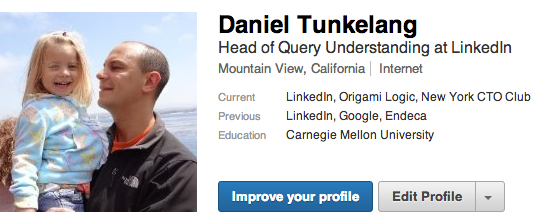 Daniel Tunkelang
Head of Query Understanding at LinkedIn
Mountain View, California | Internet
Current LinkedIn, Origami Logic, New York CTO Club
Previous LinkedIn, Google, Endeca
Education Carnegie Mellon University
Improve your profile Edit Profile